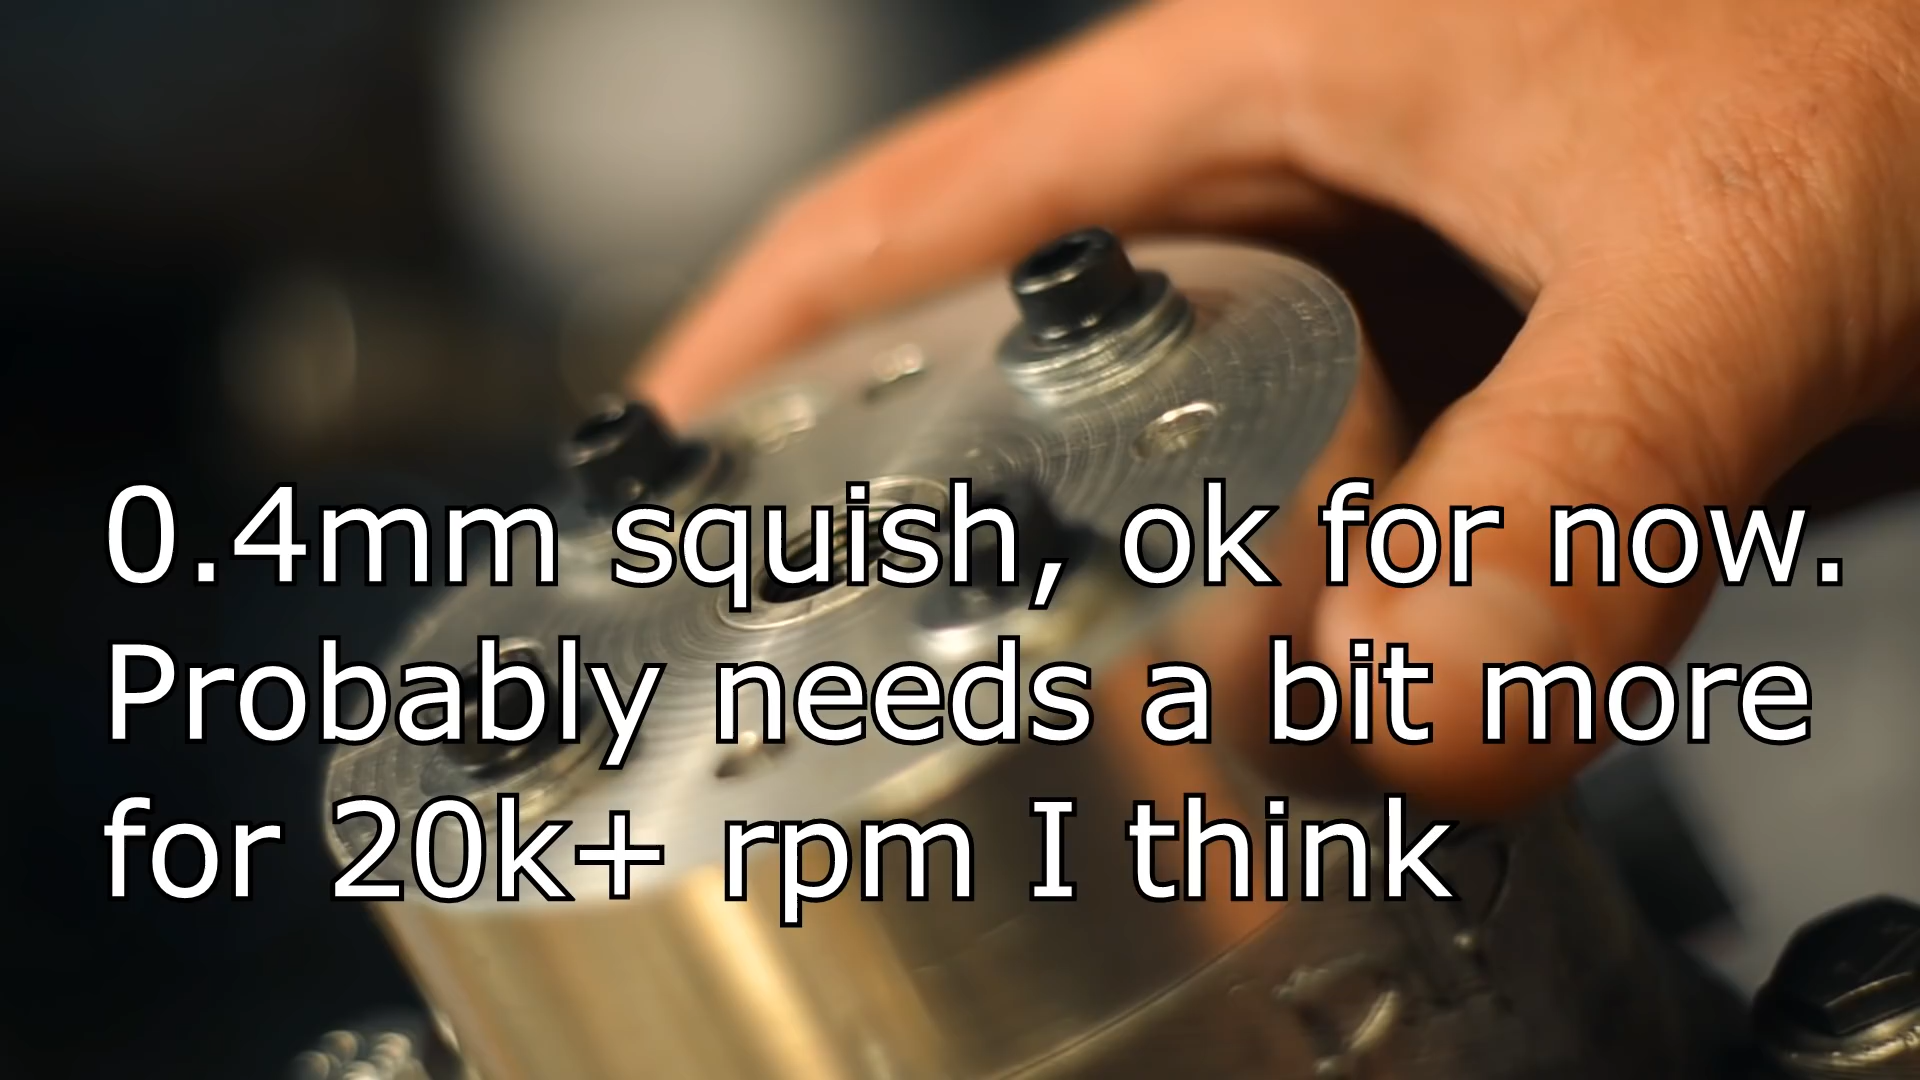 0.4mm squish, ok for now.
Probably needs a bit more
for 20k+ rpm I think